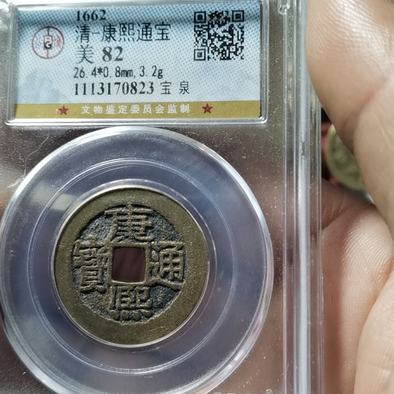 1662
清-康熙通宝
美 82
26.4*0.8mm,3.2g
1113170823 宝 泉
★ 文物鉴定委员会监制 ★
康熙通寶